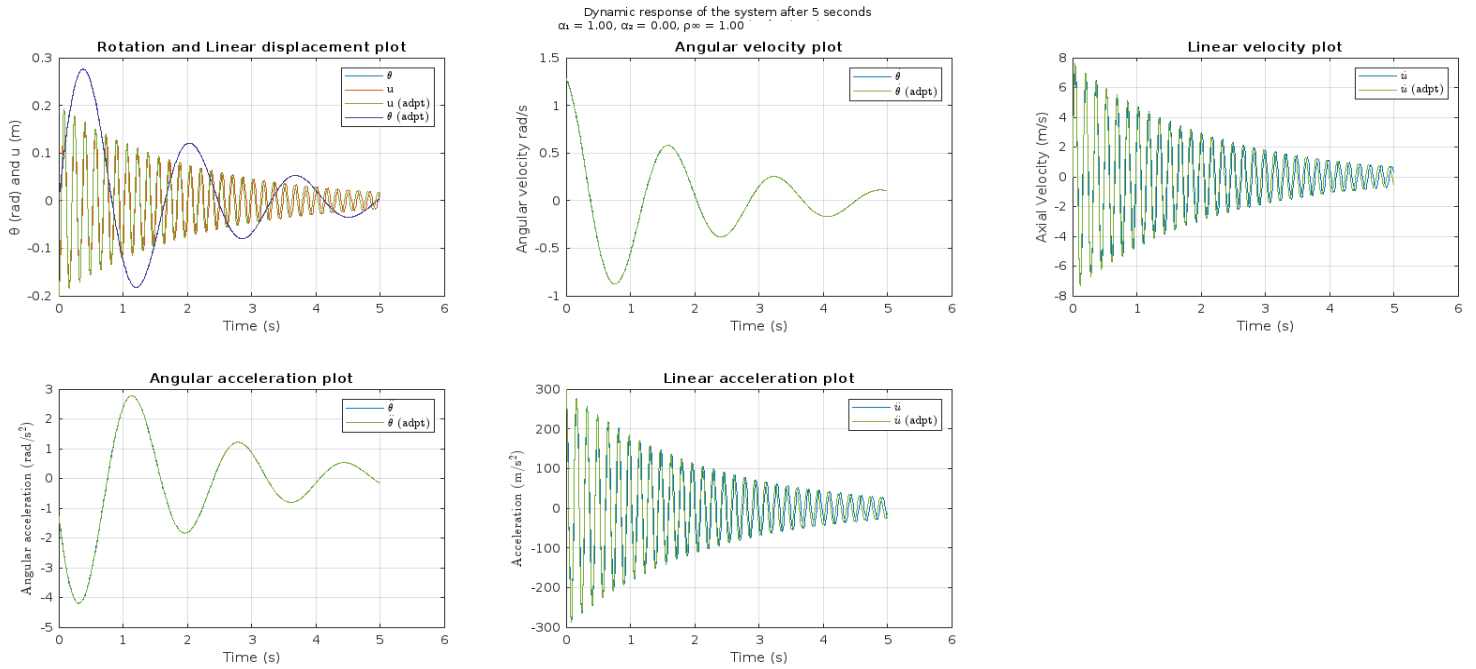 Dynamic response of the system after 5 seconds
α₁ = 1.00, α₂ = 0.00, ρ∞ = 1.00
Rotation and Linear displacement plot
θ (rad) and u (m)
0.3
0.2
0.1
0
-0.1
-0.2
0 1 2 3 4 5 6
Time (s)
θ
u
u (adpt)
θ (adpt)
Angular velocity plot
Angular velocity rad/s
1.5
1
0.5
0
-0.5
-1
0 1 2 3 4 5 6
Time (s)
θ̇
θ̇ (adpt)
Linear velocity plot
Axial Velocity (m/s)
8
6
4
2
0
-2
-4
-6
-8
0 1 2 3 4 5 6
Time (s)
u̇
u̇ (adpt)
Angular acceleration plot
Angular acceleration (rad/s²)
3
2
1
0
-1
-2
-3
-4
-5
0 1 2 3 4 5 6
Time (s)
θ̈
θ̈ (adpt)
Linear acceleration plot
Acceleration (m/s²)
300
200
100
0
-100
-200
-300
0 1 2 3 4 5 6
Time (s)
ü
ü (adpt)